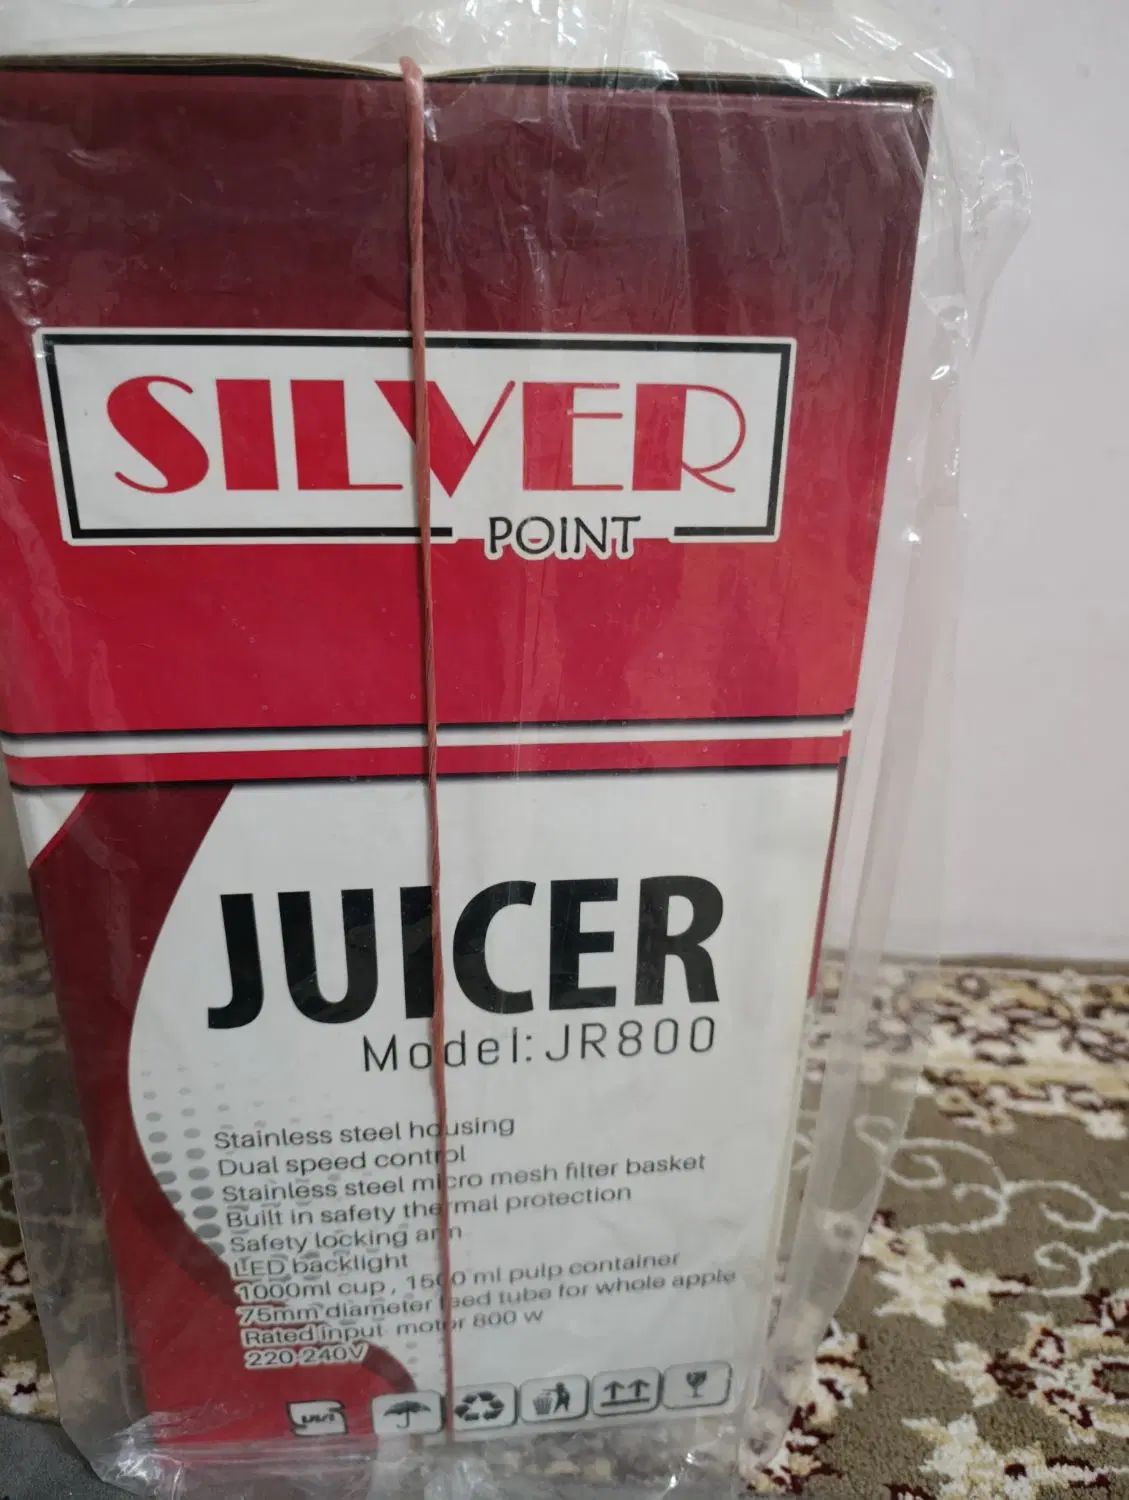 SILVER
POINT
JUICER
Model: JR800
Stainless steel housing
Dual speed control
Stainless steel micro mesh filter basket
Built in safety thermal protection
Safety locking arm
LED backlight
1000ml cup , 1500 ml pulp container
75mm diameter feed tube for whole apple
Rated input motor 800 w
220-240V